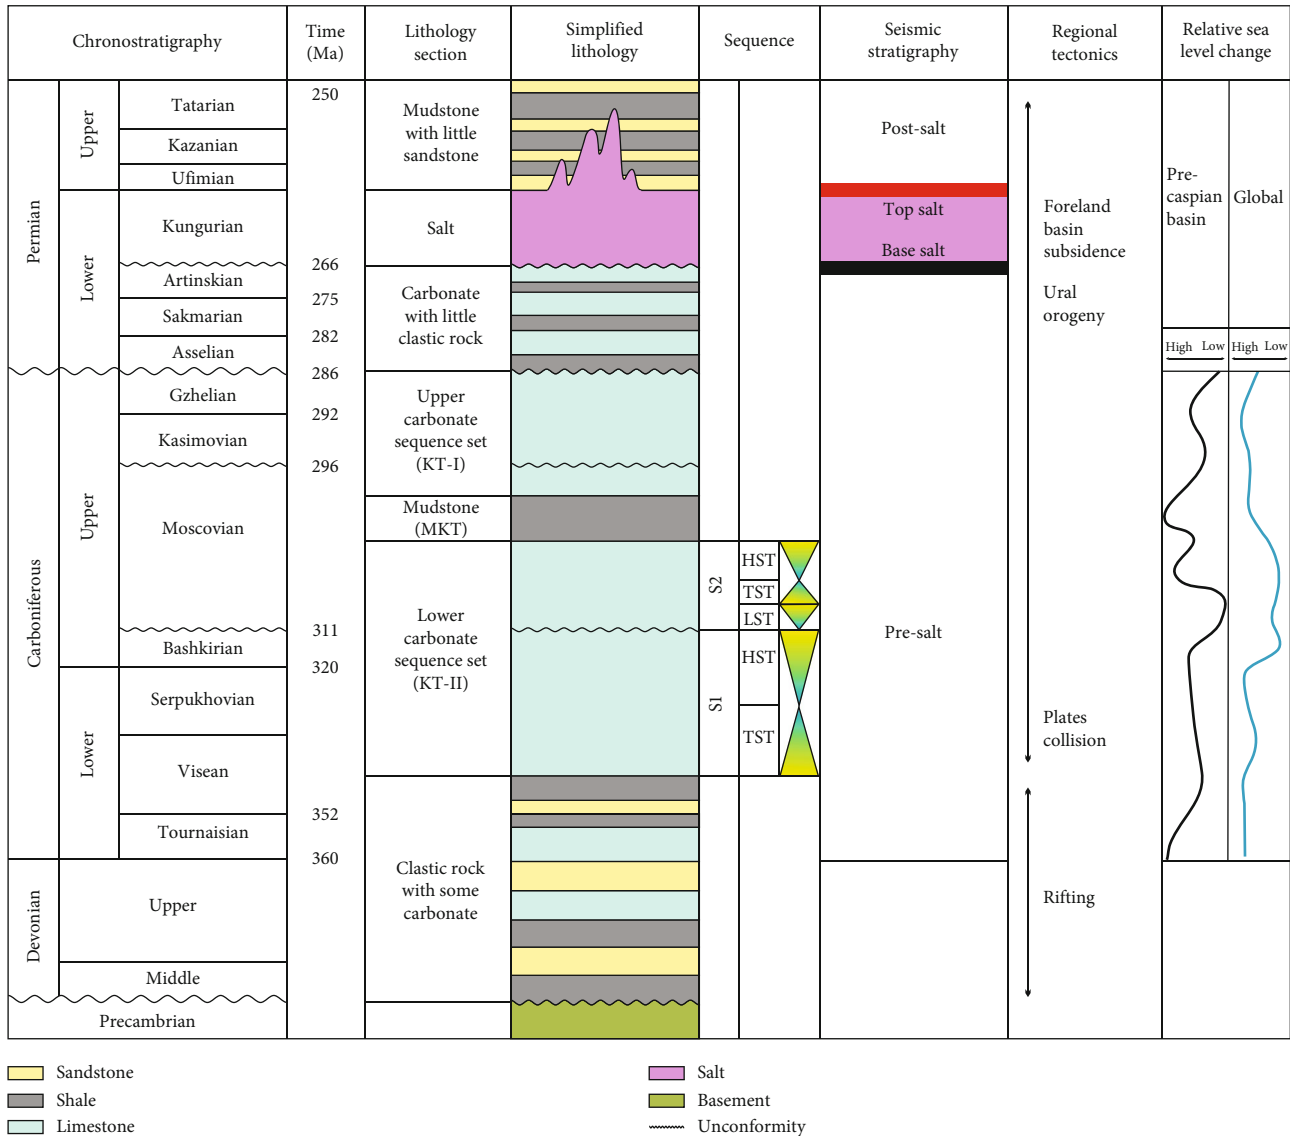 Chronostratigraphy
Time
(Ma)
Lithology
section
Simplified
lithology
Sequence
Seismic
stratigraphy
Regional
tectonics
Relative sea
level change
Permian
Upper
Tatarian
Kazanian
Ufimian
Lower
Kungurian
Artinskian
Sakmarian
Asselian
Carboniferous
Upper
Gzhelian
Kasimovian
Moscovian
Bashkirian
Lower
Serpukhovian
Visean
Tournaisian
Devonian
Upper
Middle
Precambrian
250
266
275
282
286
292
296
311
320
352
360
Mudstone
with little
sandstone
Salt
Carbonate
with little
clastic rock
Upper
carbonate
sequence set
(KT-I)
Mudstone
(MKT)
Lower
carbonate
sequence set
(KT-II)
Clastic rock
with some
carbonate
S2
HST
TST
LST
S1
HST
TST
Post-salt
Top salt
Base salt
Pre-salt
Foreland
basin
subsidence
Ural
orogeny
Plates
collision
Rifting
Pre-
caspian
basin
Global
High Low
High Low
Sandstone
Shale
Limestone
Salt
Basement
Unconformity